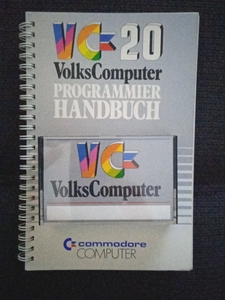 VC 20
VolksComputer
PROGRAMMIER
HANDBUCH
VC
VolksComputer
commodore
COMPUTER